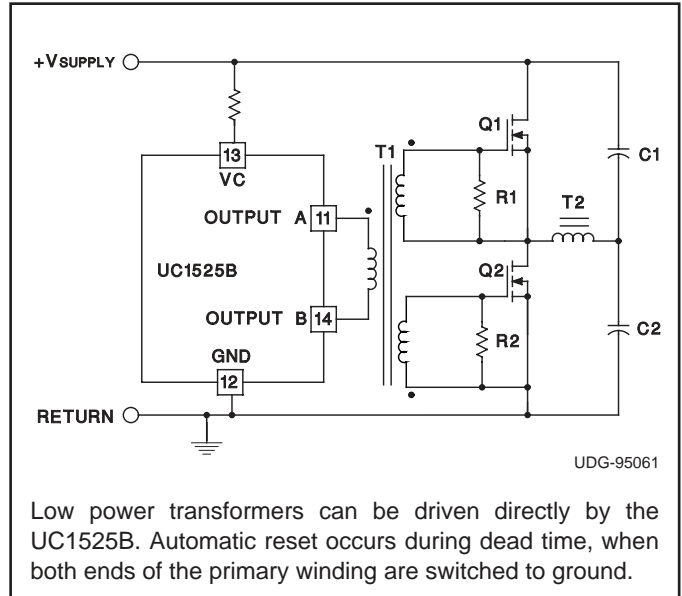 +VSUPPLY
Q1
T1
C1
13
VC
R1
T2
OUTPUT A 11
UC1525B
Q2
OUTPUT B 14
R2
C2
GND
12
RETURN
UDG-95061
Low power transformers can be driven directly by the
UC1525B. Automatic reset occurs during dead time, when
both ends of the primary winding are switched to ground.